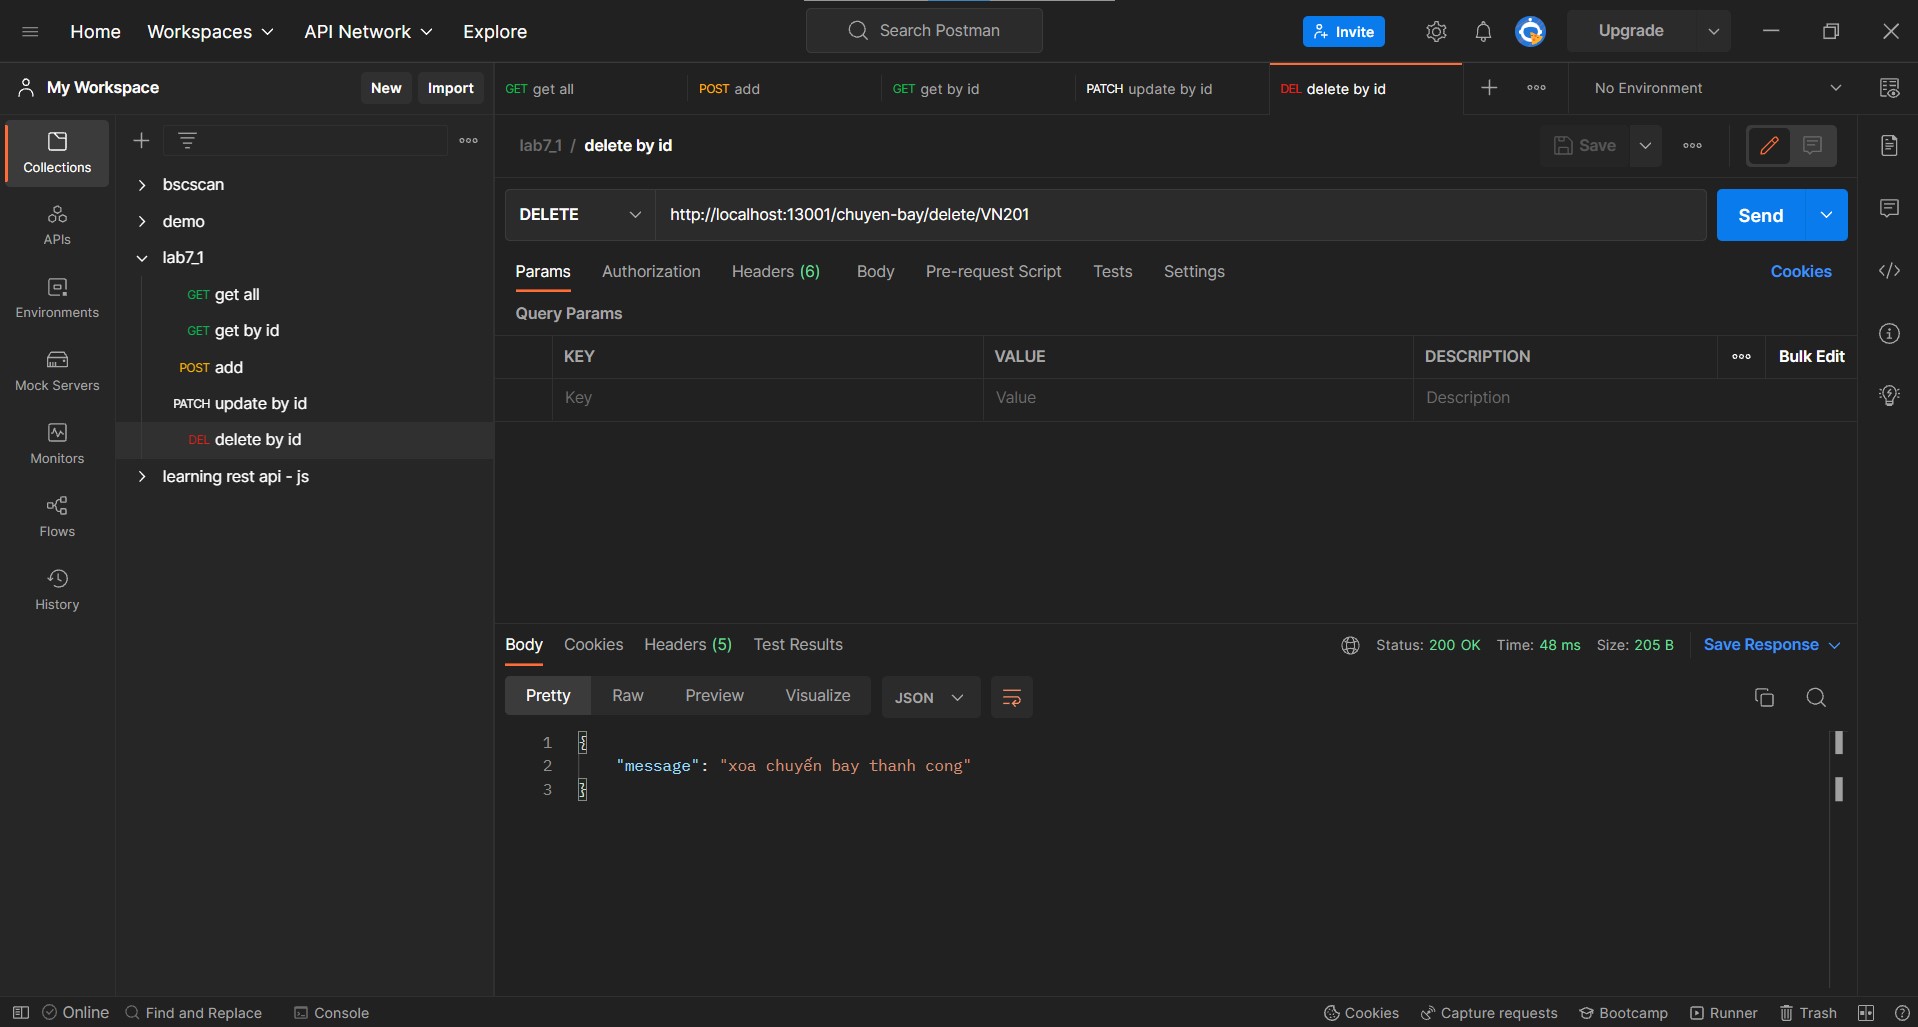 Home Workspaces API Network Explore Search Postman Invite Upgrade
My Workspace New Import
GET get all POST add GET get by id PATCH update by id DEL delete by id No Environment
Collections
APIs
Environments
Mock Servers
Monitors
Flows
History
bscscan
demo
lab7_1
GET get all
GET get by id
POST add
PATCH update by id
DEL delete by id
learning rest api - js
lab7_1 / delete by id Save
DELETE http://localhost:13001/chuyen-bay/delete/VN201 Send
Params Authorization Headers (6) Body Pre-request Script Tests Settings Cookies
Query Params
KEY VALUE DESCRIPTION Bulk Edit
Key Value Description
Body Cookies Headers (5) Test Results Status: 200 OK Time: 48 ms Size: 205 B Save Response
Pretty Raw Preview Visualize JSON
1 {
2 "message": "xoa chuyến bay thanh cong"
3 }
Online Find and Replace Console Cookies Capture requests Bootcamp Runner Trash